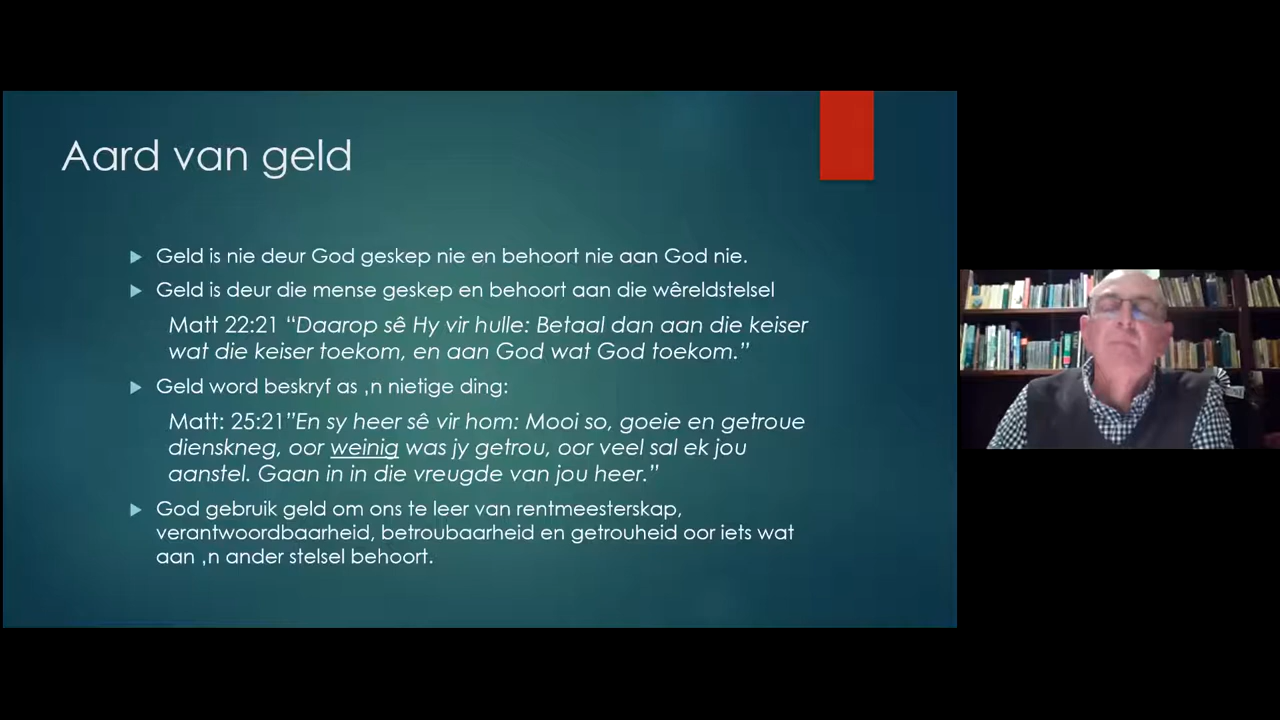 Aard van geld
Geld is nie deur God geskep nie en behoort nie aan God nie.
Geld is deur die mense geskep en behoort aan die wêreldstelsel
Matt 22:21 “Daarop sê Hy vir hulle: Betaal dan aan die keiser
wat die keiser toekom, en aan God wat God toekom.”
Geld word beskryf as ‚n nietige ding:
Matt: 25:21”En sy heer sê vir hom: Mooi so, goeie en getroue
dienskneg, oor weinig was jy getrou, oor veel sal ek jou
aanstel. Gaan in in die vreugde van jou heer.”
God gebruik geld om ons te leer van rentmeesterskap,
verantwoordbaarheid, betroubaarheid en getrouheid oor iets wat
aan ‚n ander stelsel behoort.